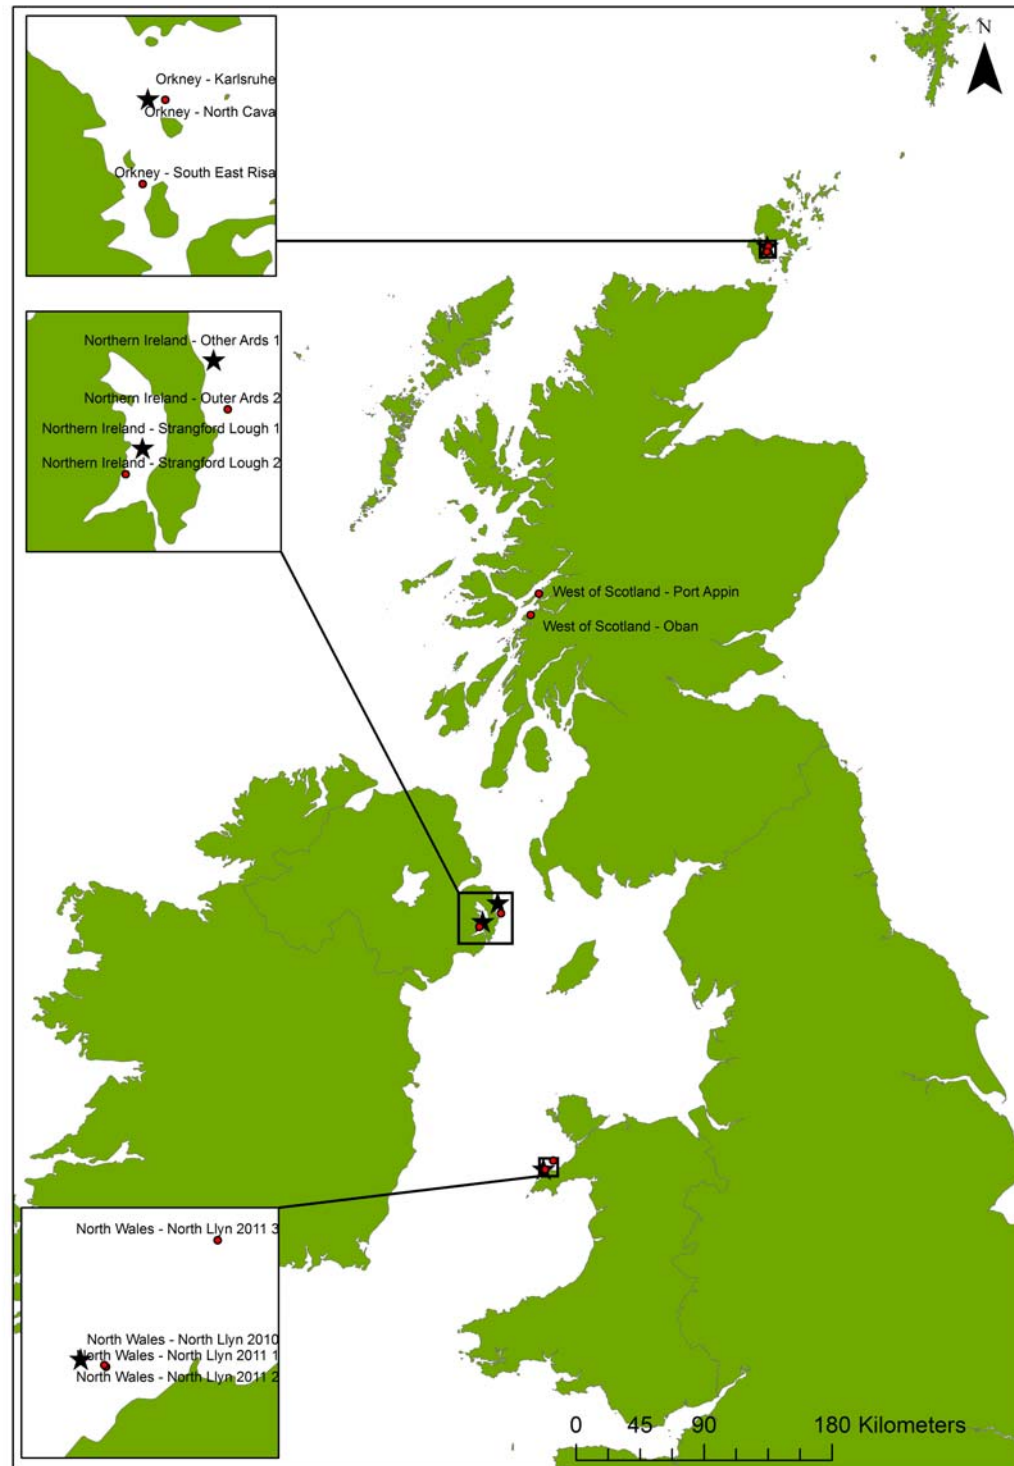 N
Orkney - Karlsruhe
Orkney - North Cava
Orkney - South East Risa
Northern Ireland - Other Ards 1
Northern Ireland - Outer Ards 2
Northern Ireland - Strangford Lough 1
Northern Ireland - Strangford Lough 2
West of Scotland - Port Appin
West of Scotland - Oban
North Wales - North Llyn 2011 3
North Wales - North Llyn 2010
North Wales - North Llyn 2011 1
North Wales - North Llyn 2011 2
0 45 90 180 Kilometers